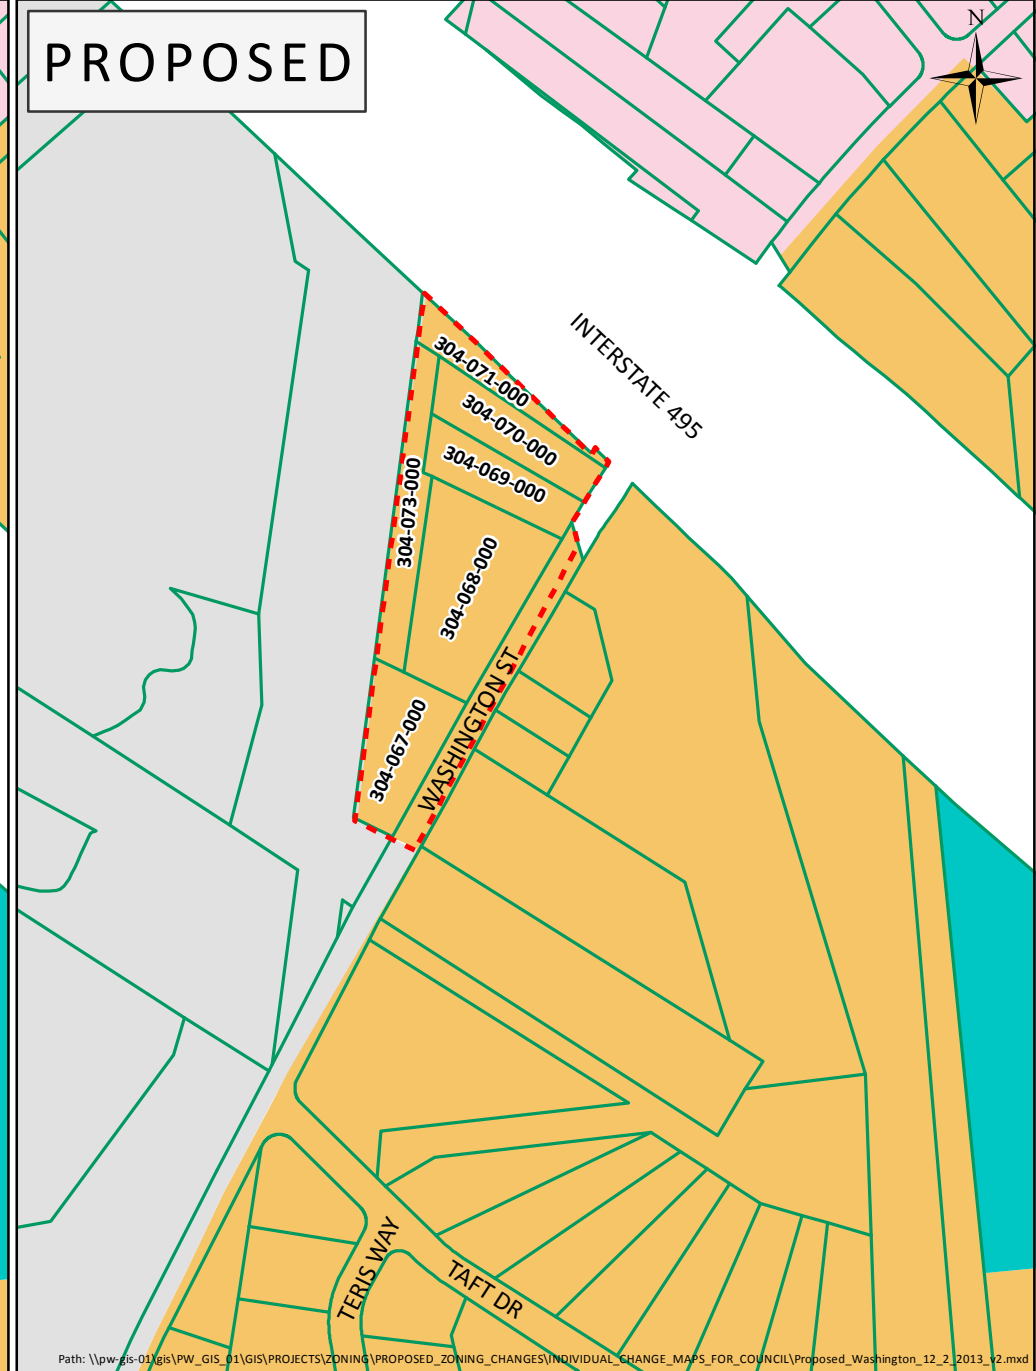 PROPOSED
N
INTERSTATE 495
304-071-000
304-070-000
304-069-000
304-073-000
304-068-000
304-067-000
WASHINGTON ST
TERIS WAY
TAFT DR
Path: \\pw-gis-01\gis\PW_GIS_01\GIS\PROJECTS\ZONING\PROPOSED_ZONING_CHANGES\INDIVIDUAL_CHANGE_MAPS_FOR_COUNCIL\Proposed_Washington_12_2_2013_v2.mxd